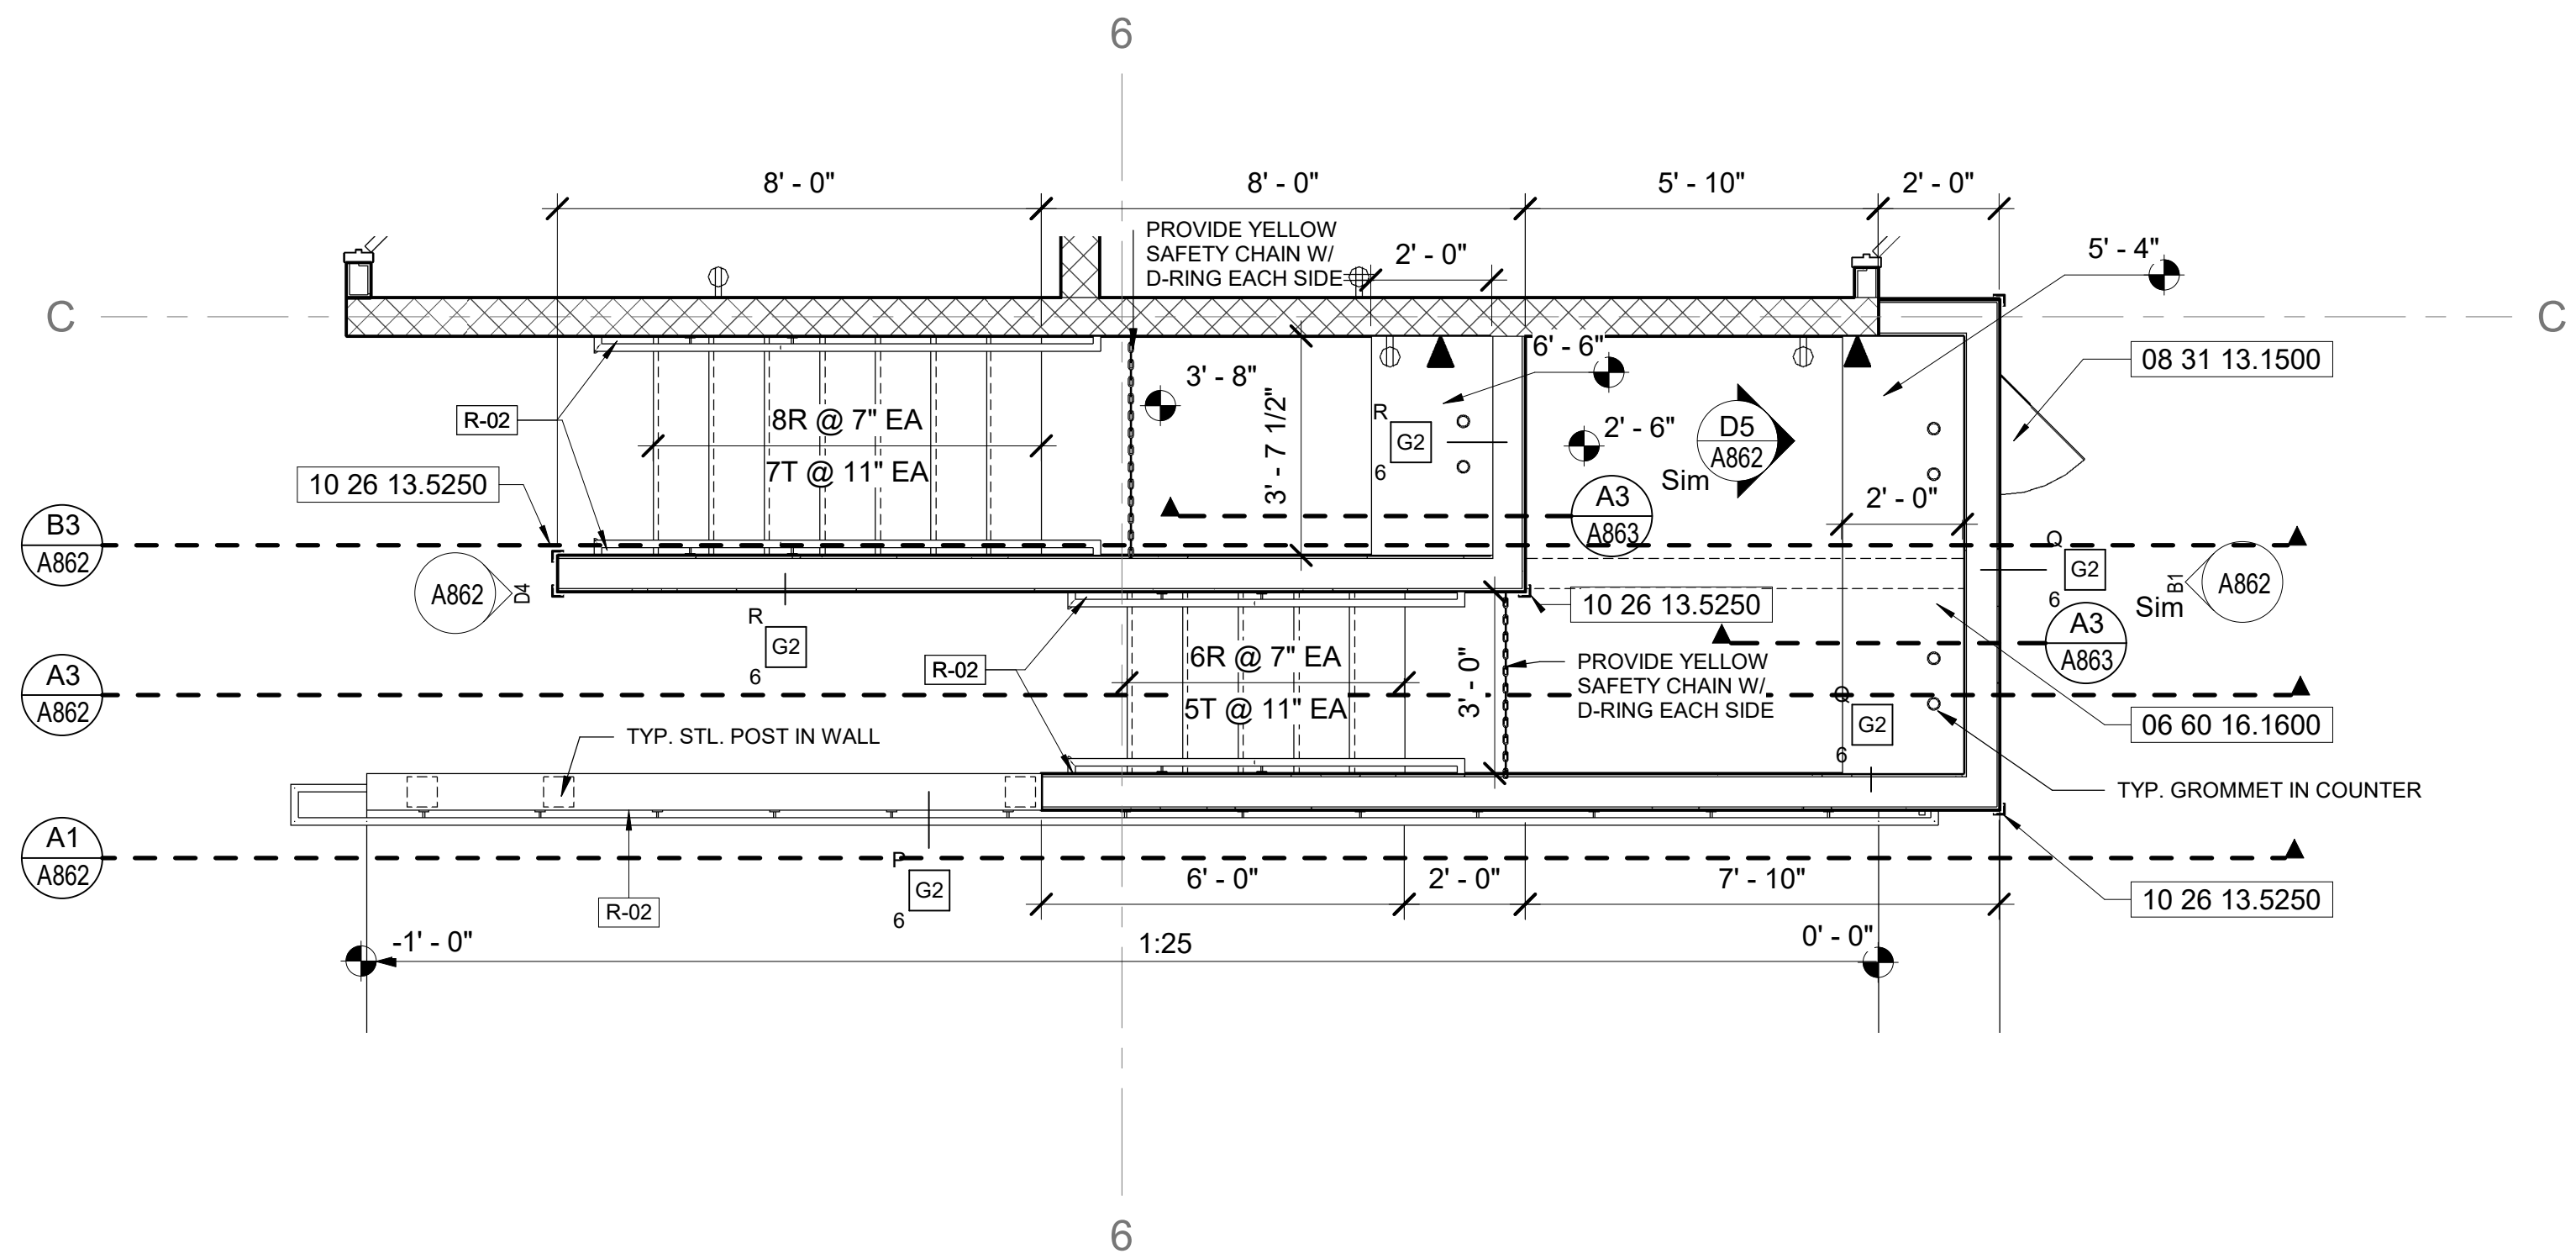 6
8' - 0"
8' - 0"
5' - 10"
2' - 0"
PROVIDE YELLOW
SAFETY CHAIN W/
D-RING EACH SIDE
2' - 0"
5' - 4"
C
C
6' - 6"
08 31 13.1500
3' - 8"
R-02
8R @ 7" EA
7T @ 11" EA
3' - 7 1/2"
R
G2
6
2' - 6"
Sim
D5
A862
10 26 13.5250
A3
A863
2' - 0"
B3
A862
A862
D4
Q
G2
6
Sim
B1
A862
10 26 13.5250
R
G2
6
A3
A863
R-02
6R @ 7" EA
5T @ 11" EA
3' - 0"
PROVIDE YELLOW
SAFETY CHAIN W/
D-RING EACH SIDE
A3
A862
Q
G2
6
06 60 16.1600
TYP. STL. POST IN WALL
TYP. GROMMET IN COUNTER
A1
A862
P
G2
6
R-02
6' - 0"
2' - 0"
7' - 10"
10 26 13.5250
-1' - 0"
1:25
0' - 0"
6